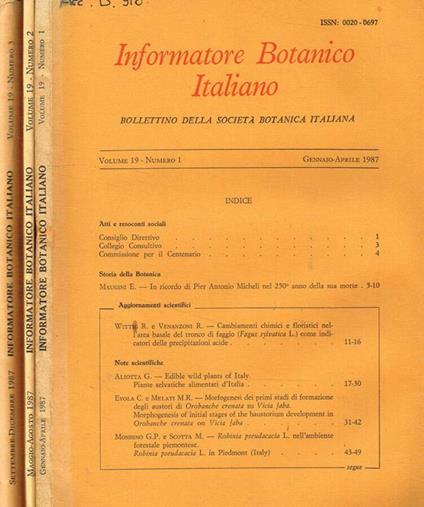 ISSN: 0020-0697
Informatore Botanico
Italiano
BOLLETTINO DELLA SOCIETÀ BOTANICA ITALIANA
VOLUME 19 - NUMERO 1 GENNAIO-APRILE 1987
INDICE
Atti e resoconti sociali
Consiglio Direttivo . . . . . . . . . . . . 1
Collegio Consultivo . . . . . . . . . . . . 3
Commissione per il Centenario . . . . . . . . . 4
Storia della Botanica
MAUGINI E. — In ricordo di Pier Antonio Micheli nel 250º anno della sua morte . 5-10
Aggiornamenti scientifici
WITTIG R. e VENANZONI R. — Cambiamenti chimici e floristici nel-
l'area basale del tronco di faggio (Fagus sylvatica L.) come indi-
catori delle precipitazioni acide . . . . . . . . 11-16
Note scientifiche
ALIOTTA G. — Edible wild plants of Italy.
Piante selvatiche alimentari d'Italia . . . . . . . 17-30
EVOLA C. e MELATI M.R. — Morfogenesi dei primi stadi di formazione
degli austori di Orobanche crenata su Vicia faba.
Morphogenesis of initial stages of the haustorium development in
Orobanche crenata on Vicia faba . . . . . . . 31-42
MONDINO G.P. e SCOTTA M. — Robinia pseudacacia L. nell'ambiente
forestale piemontese.
Robinia pseudacacia L. in Piedmont (Italy) . . . . . 43-49
segue
SETTEMBRE-DICEMBRE 1987 INFORMATORE BOTANICO ITALIANO VOLUME 19 - NUMERO 3
MAGGIO-AGOSTO 1987 INFORMATORE BOTANICO ITALIANO VOLUME 19 - NUMERO 2
GENNAIO-APRILE 1987 INFORMATORE BOTANICO ITALIANO VOLUME 19 - NUMERO 1